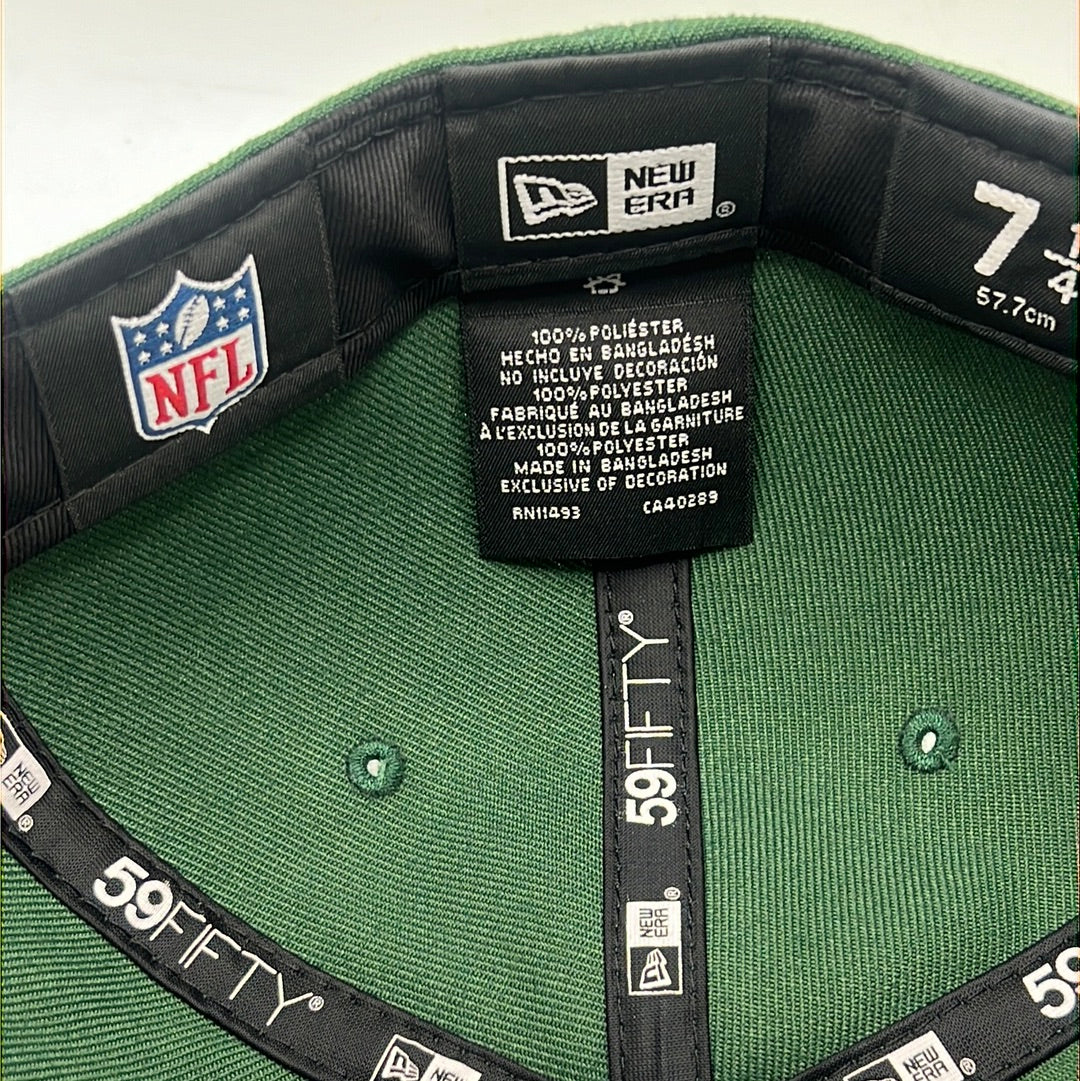 NEW
ERA
®
7 1/4
57.7cm
NFL
100% POLIÉSTER
HECHO EN BANGLADÉSH
NO INCLUYE DECORACIÓN
100% POLYESTER
FABRIQUÉ AU BANGLADESH
À L'EXCLUSION DE LA GARNITURE
100% POLYESTER
MADE IN BANGLADESH
EXCLUSIVE OF DECORATION
RN11493 CA40289
59FIFTY®
NEW
ERA
®
NEW
ERA
®
59FIFTY®
59
NEW
NEW
ERA
®